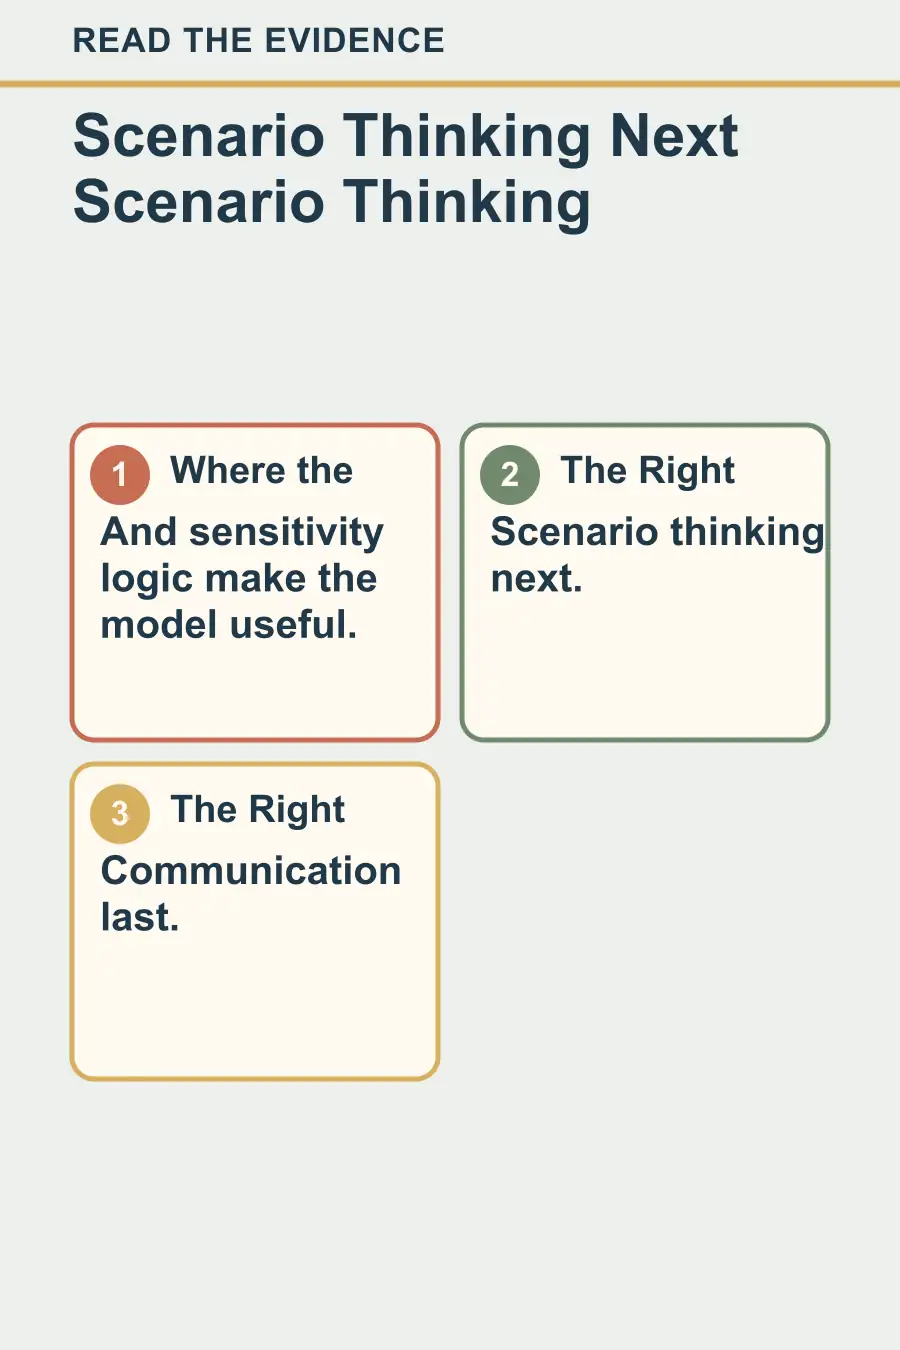 READ THE EVIDENCE
Scenario Thinking Next
Scenario Thinking
1 Where the
And sensitivity
logic make the
model useful.
2 The Right
Scenario thinking
next.
3 The Right
Communication
last.